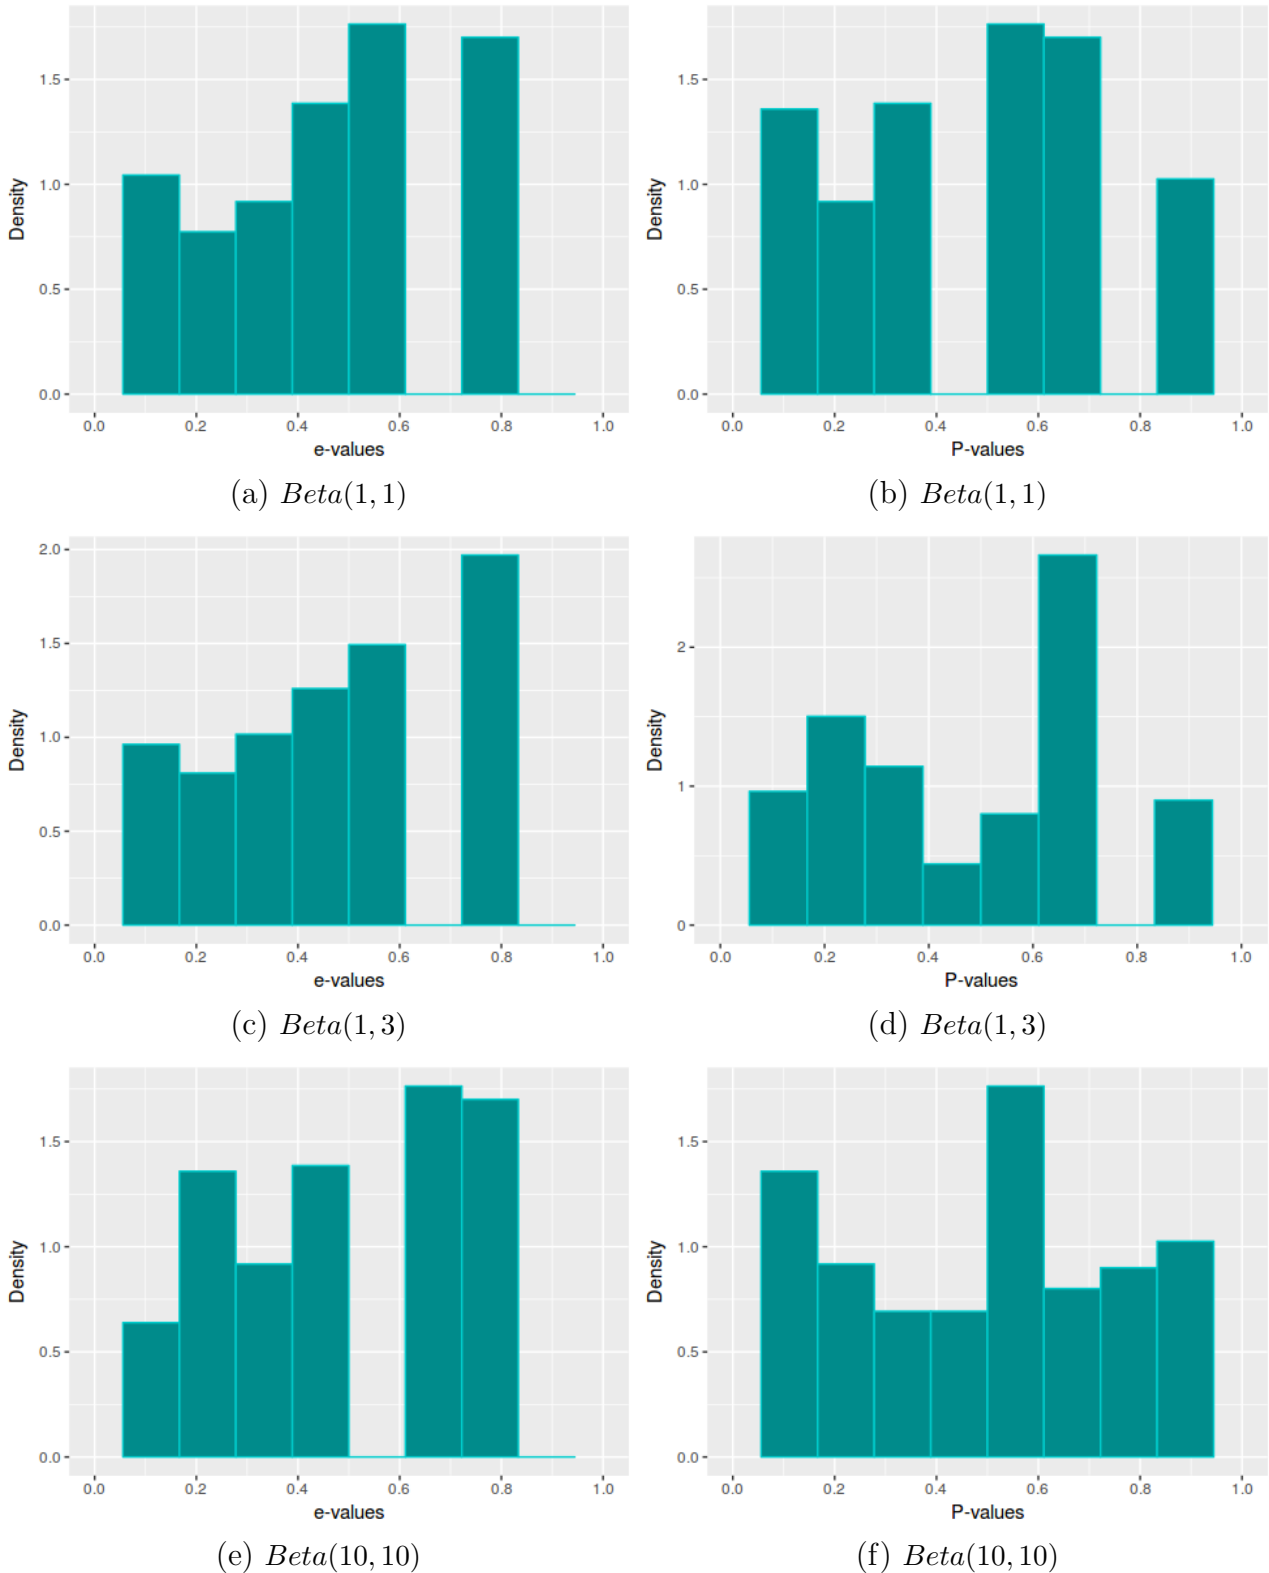 Density
1.5
1.0
0.5
0.0
0.0 0.2 0.4 0.6 0.8 1.0
e-values
(a) Beta(1, 1)
Density
1.5
1.0
0.5
0.0
0.0 0.2 0.4 0.6 0.8 1.0
P-values
(b) Beta(1, 1)
Density
2.0
1.5
1.0
0.5
0.0
0.0 0.2 0.4 0.6 0.8 1.0
e-values
(c) Beta(1, 3)
Density
2
1
0
0.0 0.2 0.4 0.6 0.8 1.0
P-values
(d) Beta(1, 3)
Density
1.5
1.0
0.5
0.0
0.0 0.2 0.4 0.6 0.8 1.0
e-values
(e) Beta(10, 10)
Density
1.5
1.0
0.5
0.0
0.0 0.2 0.4 0.6 0.8 1.0
P-values
(f) Beta(10, 10)